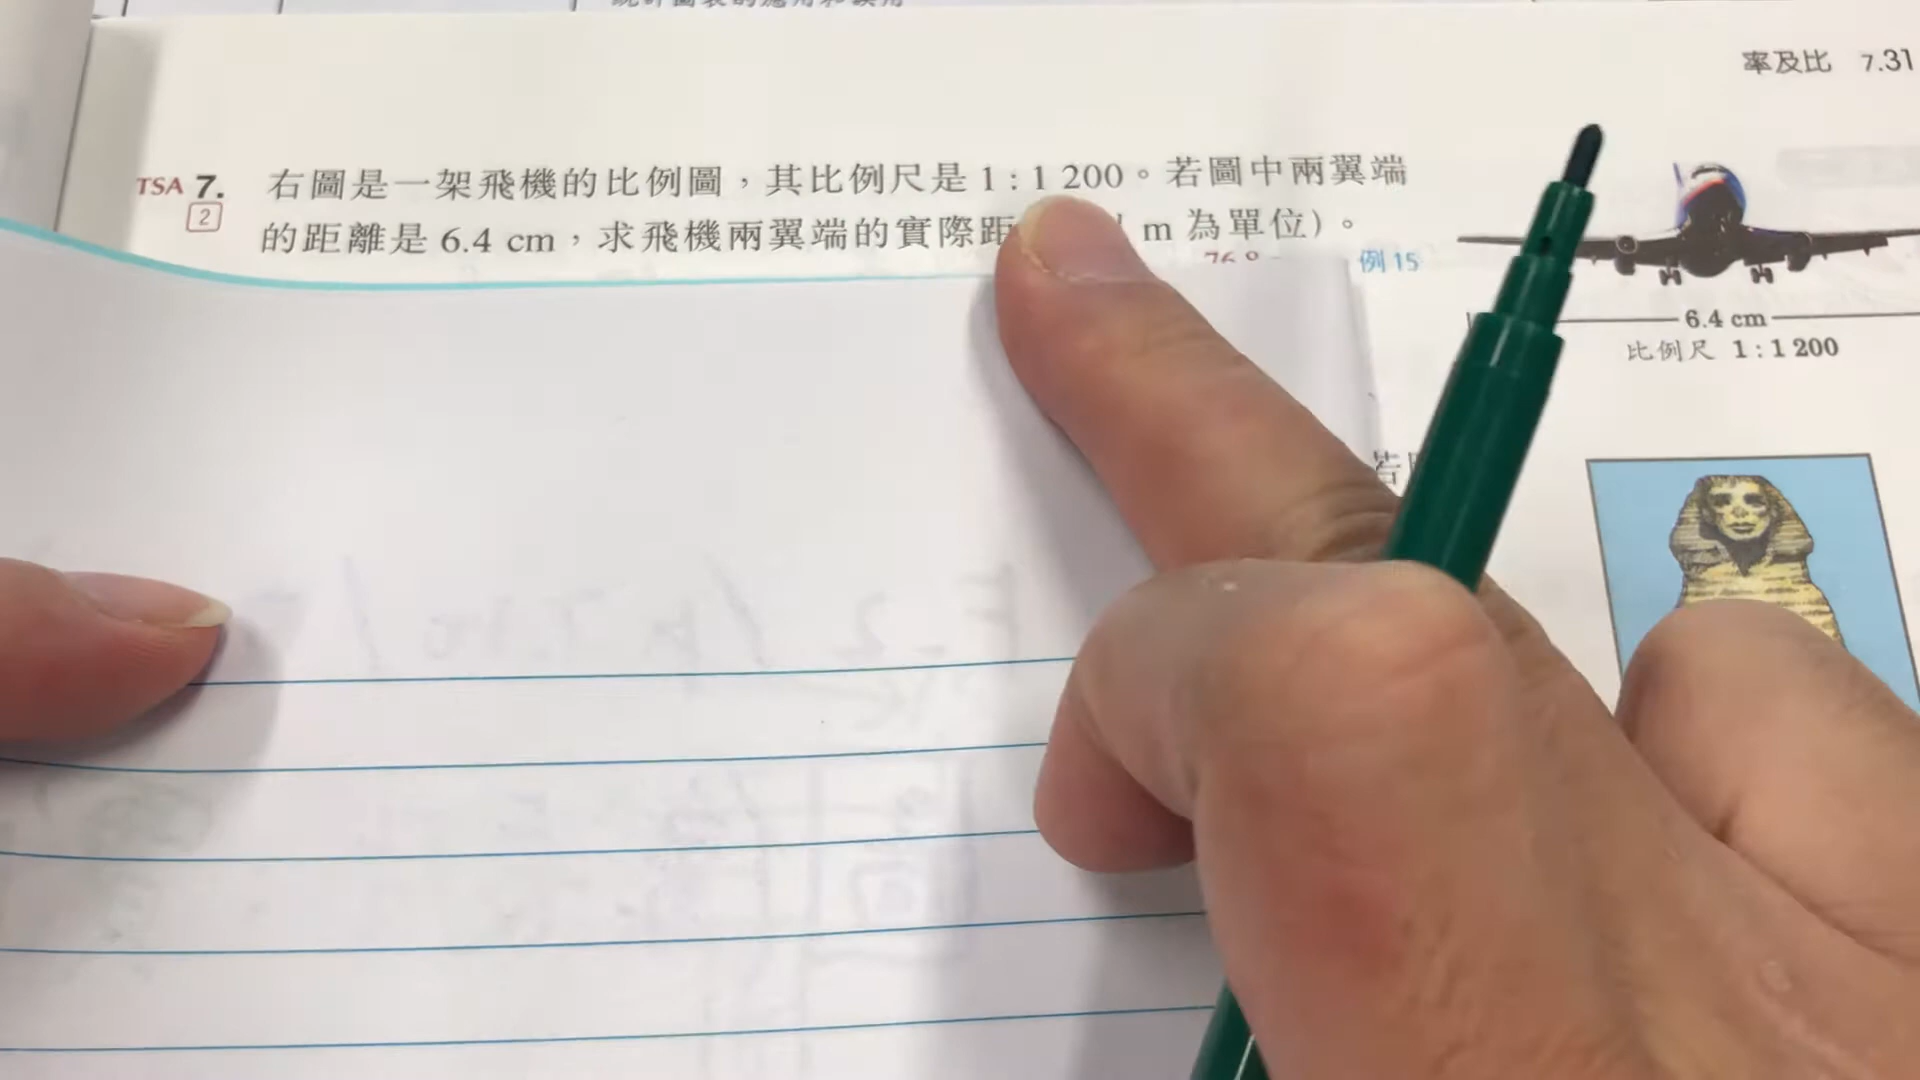 率及比 7.31
TSA 7. 右圖是一架飛機的比例圖，其比例尺是 1 : 1 200。若圖中兩翼端
2
的距離是 6.4 cm，求飛機兩翼端的實際距 m 為單位)。
例 15
6.4 cm
比例尺 1 : 1 200
若